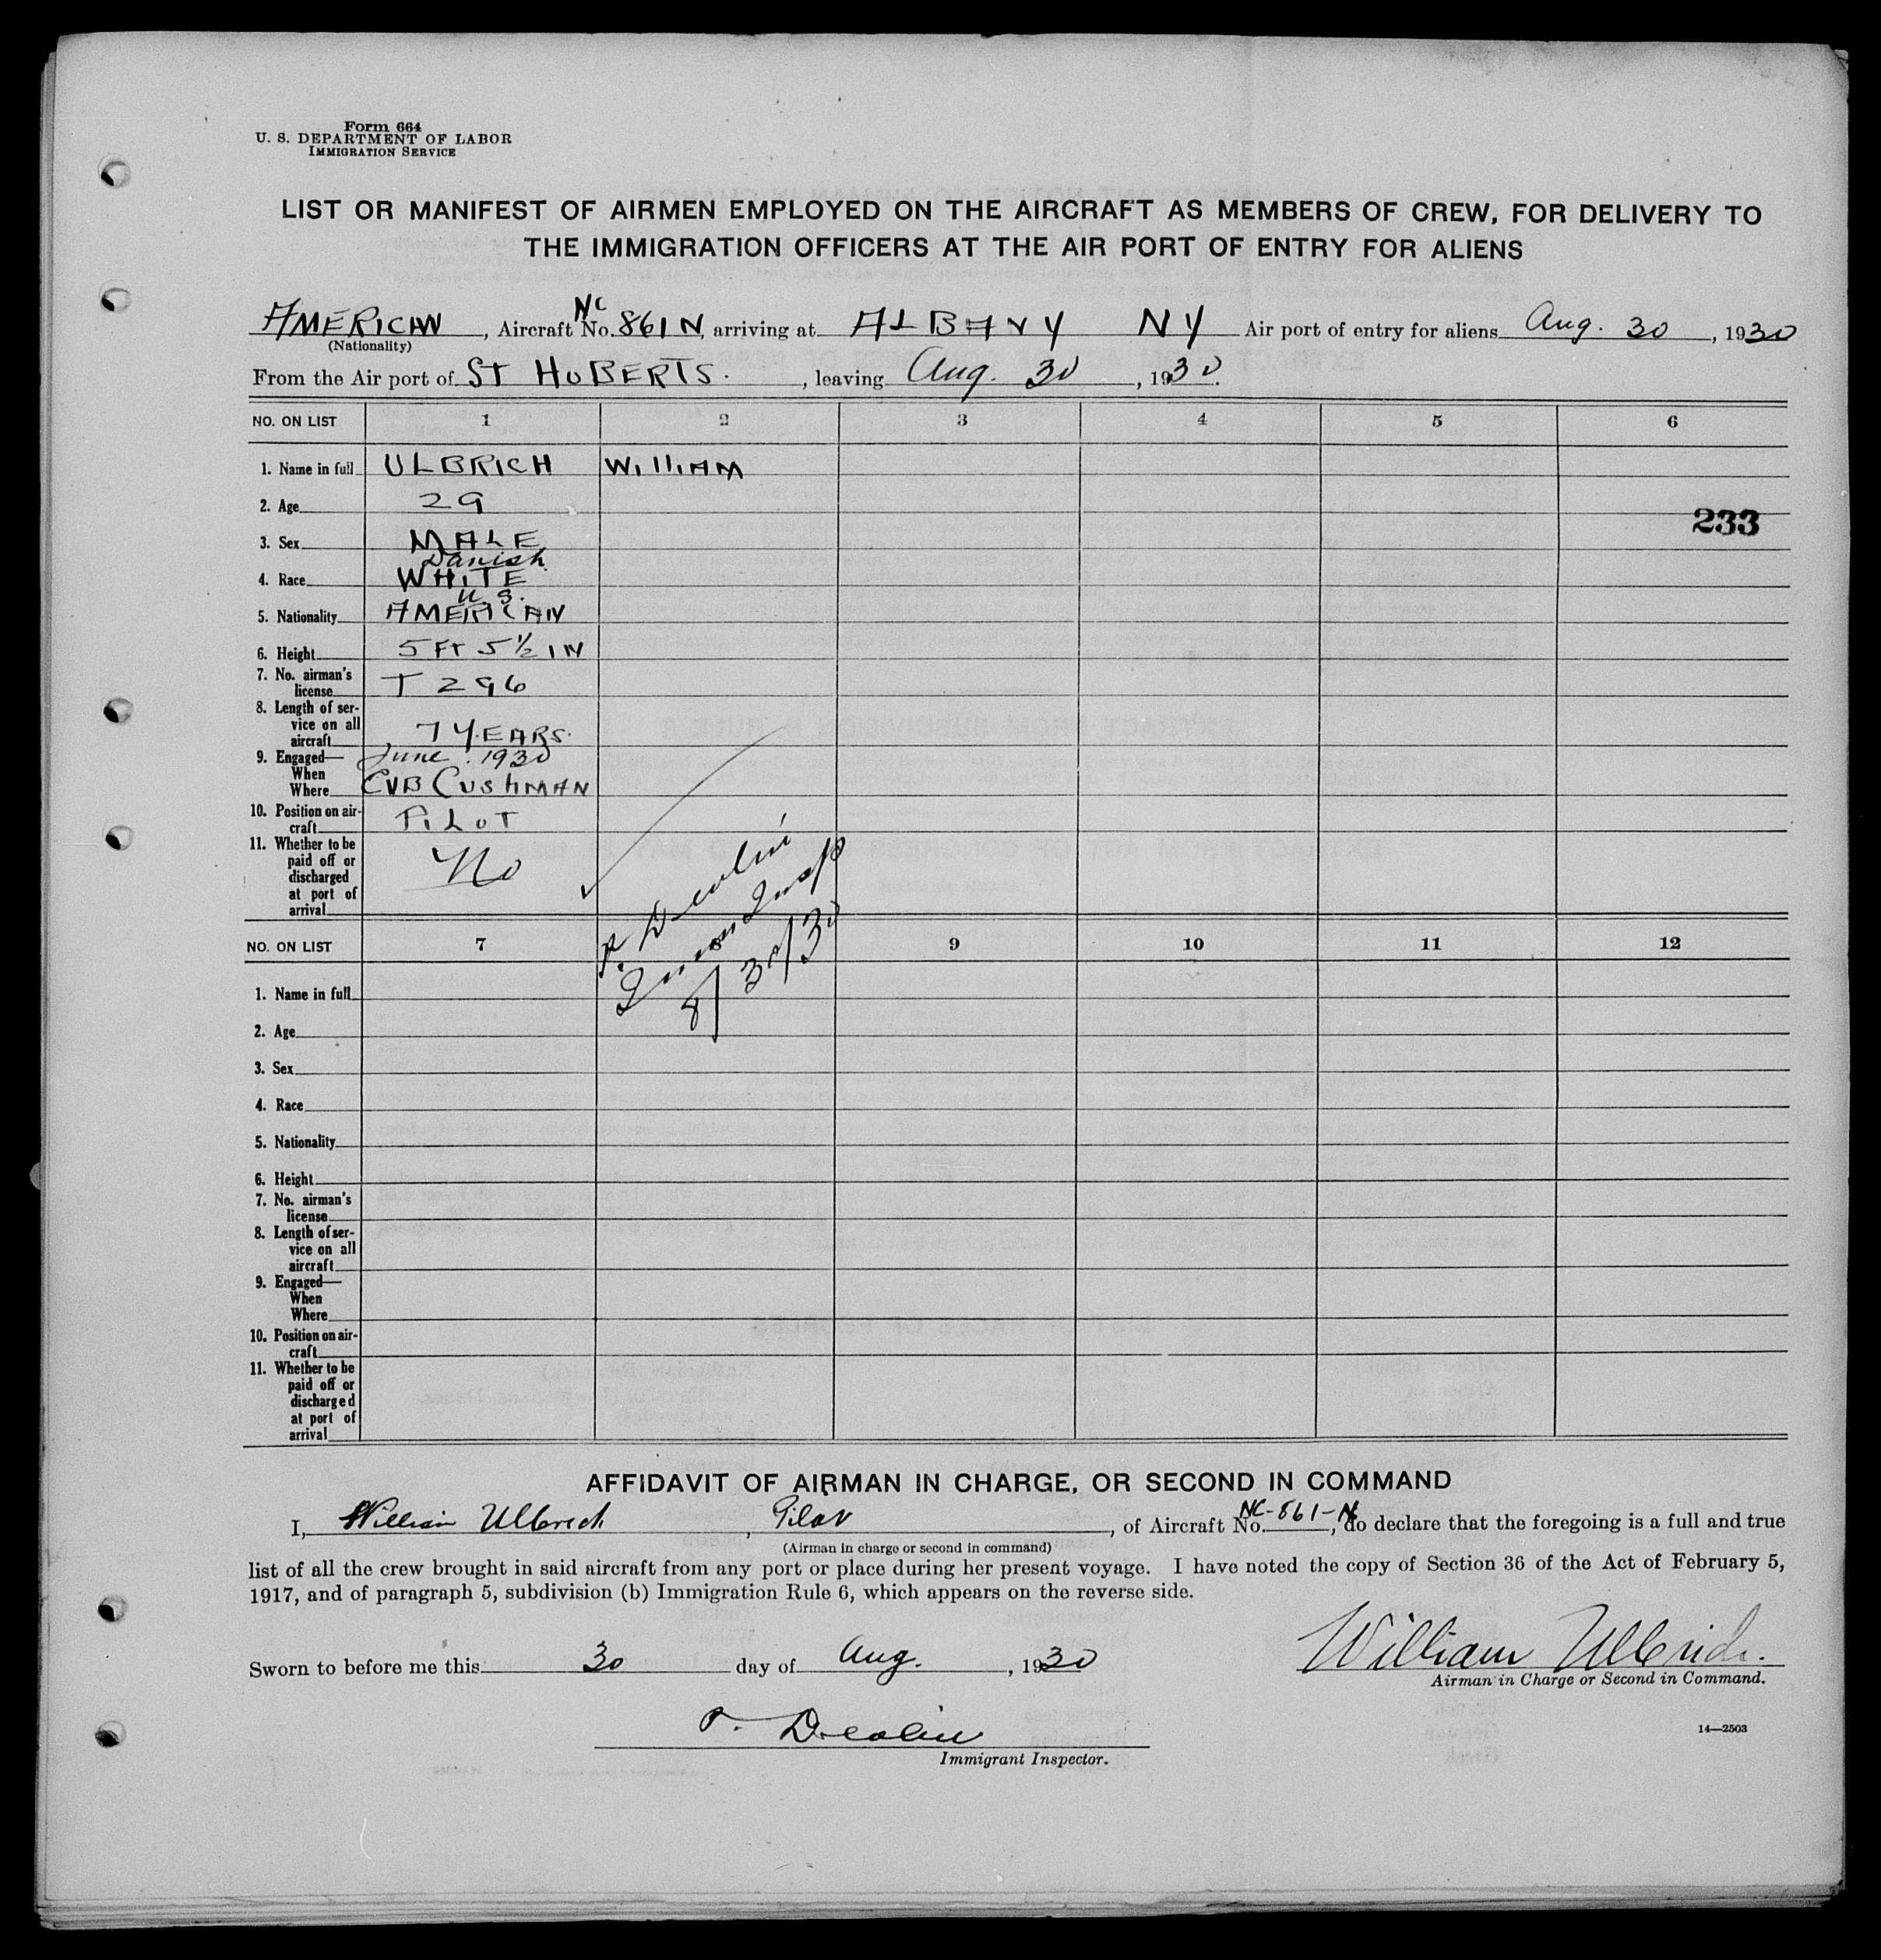 Form 664
U. S. DEPARTMENT OF LABOR
IMMIGRATION SERVICE
LIST OR MANIFEST OF AIRMEN EMPLOYED ON THE AIRCRAFT AS MEMBERS OF CREW, FOR DELIVERY TO
THE IMMIGRATION OFFICERS AT THE AIR PORT OF ENTRY FOR ALIENS
AMERICAN, Aircraft No. NC 861N, arriving at ALBANY NY Air port of entry for aliens Aug. 30, 1930
(Nationality)
From the Air port of ST HUBERTS., leaving Aug. 30, 1930.
NO. ON LIST 1 2 3 4 5 6
1. Name in full ULBRICH WILLIAM
2. Age 29
233
3. Sex MALE
Danish
4. Race WHITE
U.S.
5. Nationality AMERICAN
6. Height 5 FT 5 1/2 IN
7. No. airman's
license T 296
8. Length of ser-
vice on all
aircraft 7 YEARS.
9. Engaged— June 1930
When
Where CUSHMAN
10. Position on air-
craft PILOT
11. Whether to be
paid off or
discharged
at port of
arrival No
Devlin
Immn Insp
8/30/30
NO. ON LIST 7 8 9 10 11 12
1. Name in full
2. Age
3. Sex
4. Race
5. Nationality
6. Height
7. No. airman's
license
8. Length of ser-
vice on all
aircraft
9. Engaged—
When
Where
10. Position on air-
craft
11. Whether to be
paid off or
discharged
at port of
arrival
AFFIDAVIT OF AIRMAN IN CHARGE, OR SECOND IN COMMAND
I, William Ulbrich, Pilot, of Aircraft No. NC-861-N, do declare that the foregoing is a full and true
(Airman in charge or second in command)
list of all the crew brought in said aircraft from any port or place during her present voyage. I have noted the copy of Section 36 of the Act of February 5,
1917, and of paragraph 5, subdivision (b) Immigration Rule 6, which appears on the reverse side.
William Ulbrich.
Sworn to before me this 30 day of Aug., 1930
Airman in Charge or Second in Command.
Devlin
14—2503
Immigrant Inspector.